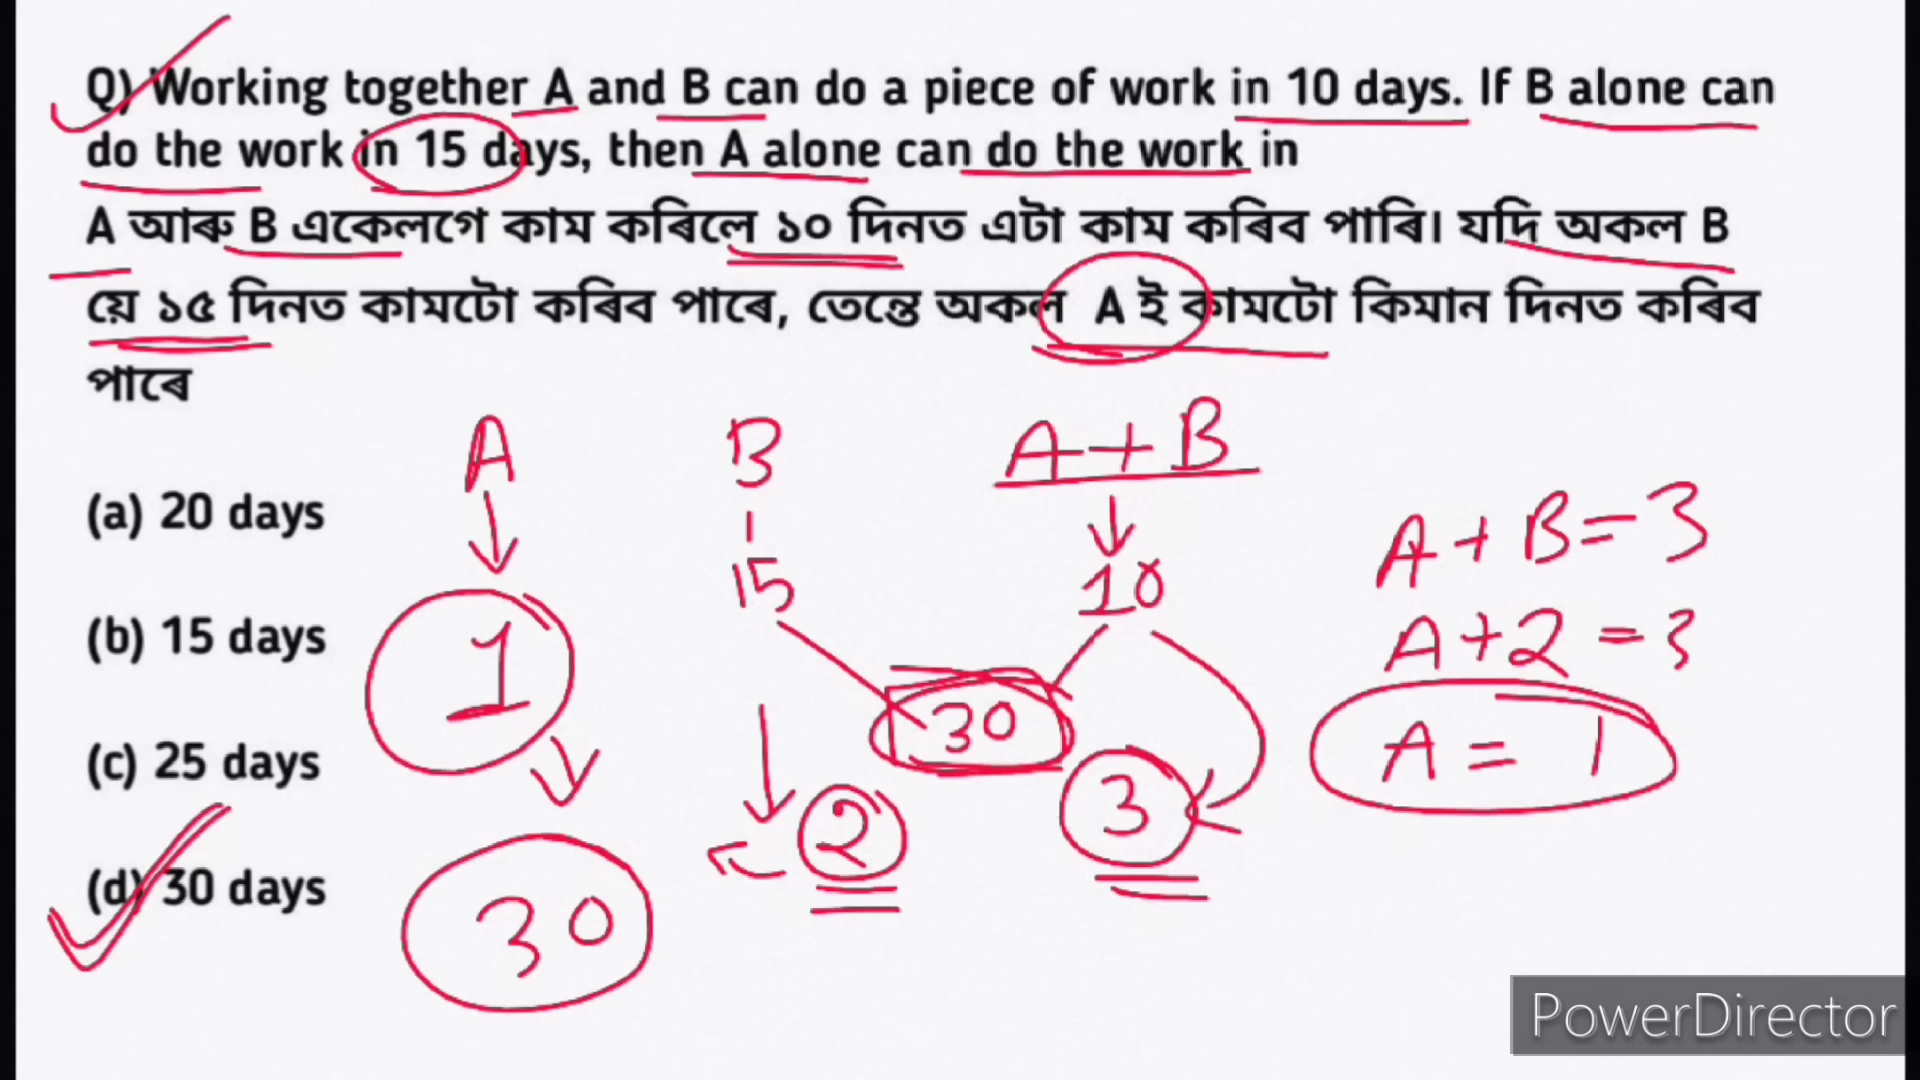 Q) Working together A and B can do a piece of work in 10 days. If B alone can
do the work in 15 days, then A alone can do the work in
A আৰু B একেলগে কাম কৰিলে ১০ দিনত এটা কাম কৰিব পাৰি। যদি অকল B
য়ে ১৫ দিনত কামটো কৰিব পাৰে, তেন্তে অকল A ই কামটো কিমান দিনত কৰিব
পাৰে
A B A+B
(a) 20 days
15 10
A+B=3
(b) 15 days
1
A+2=3
30
A=1
(c) 25 days
2 3
(d) 30 days
30
PowerDirector